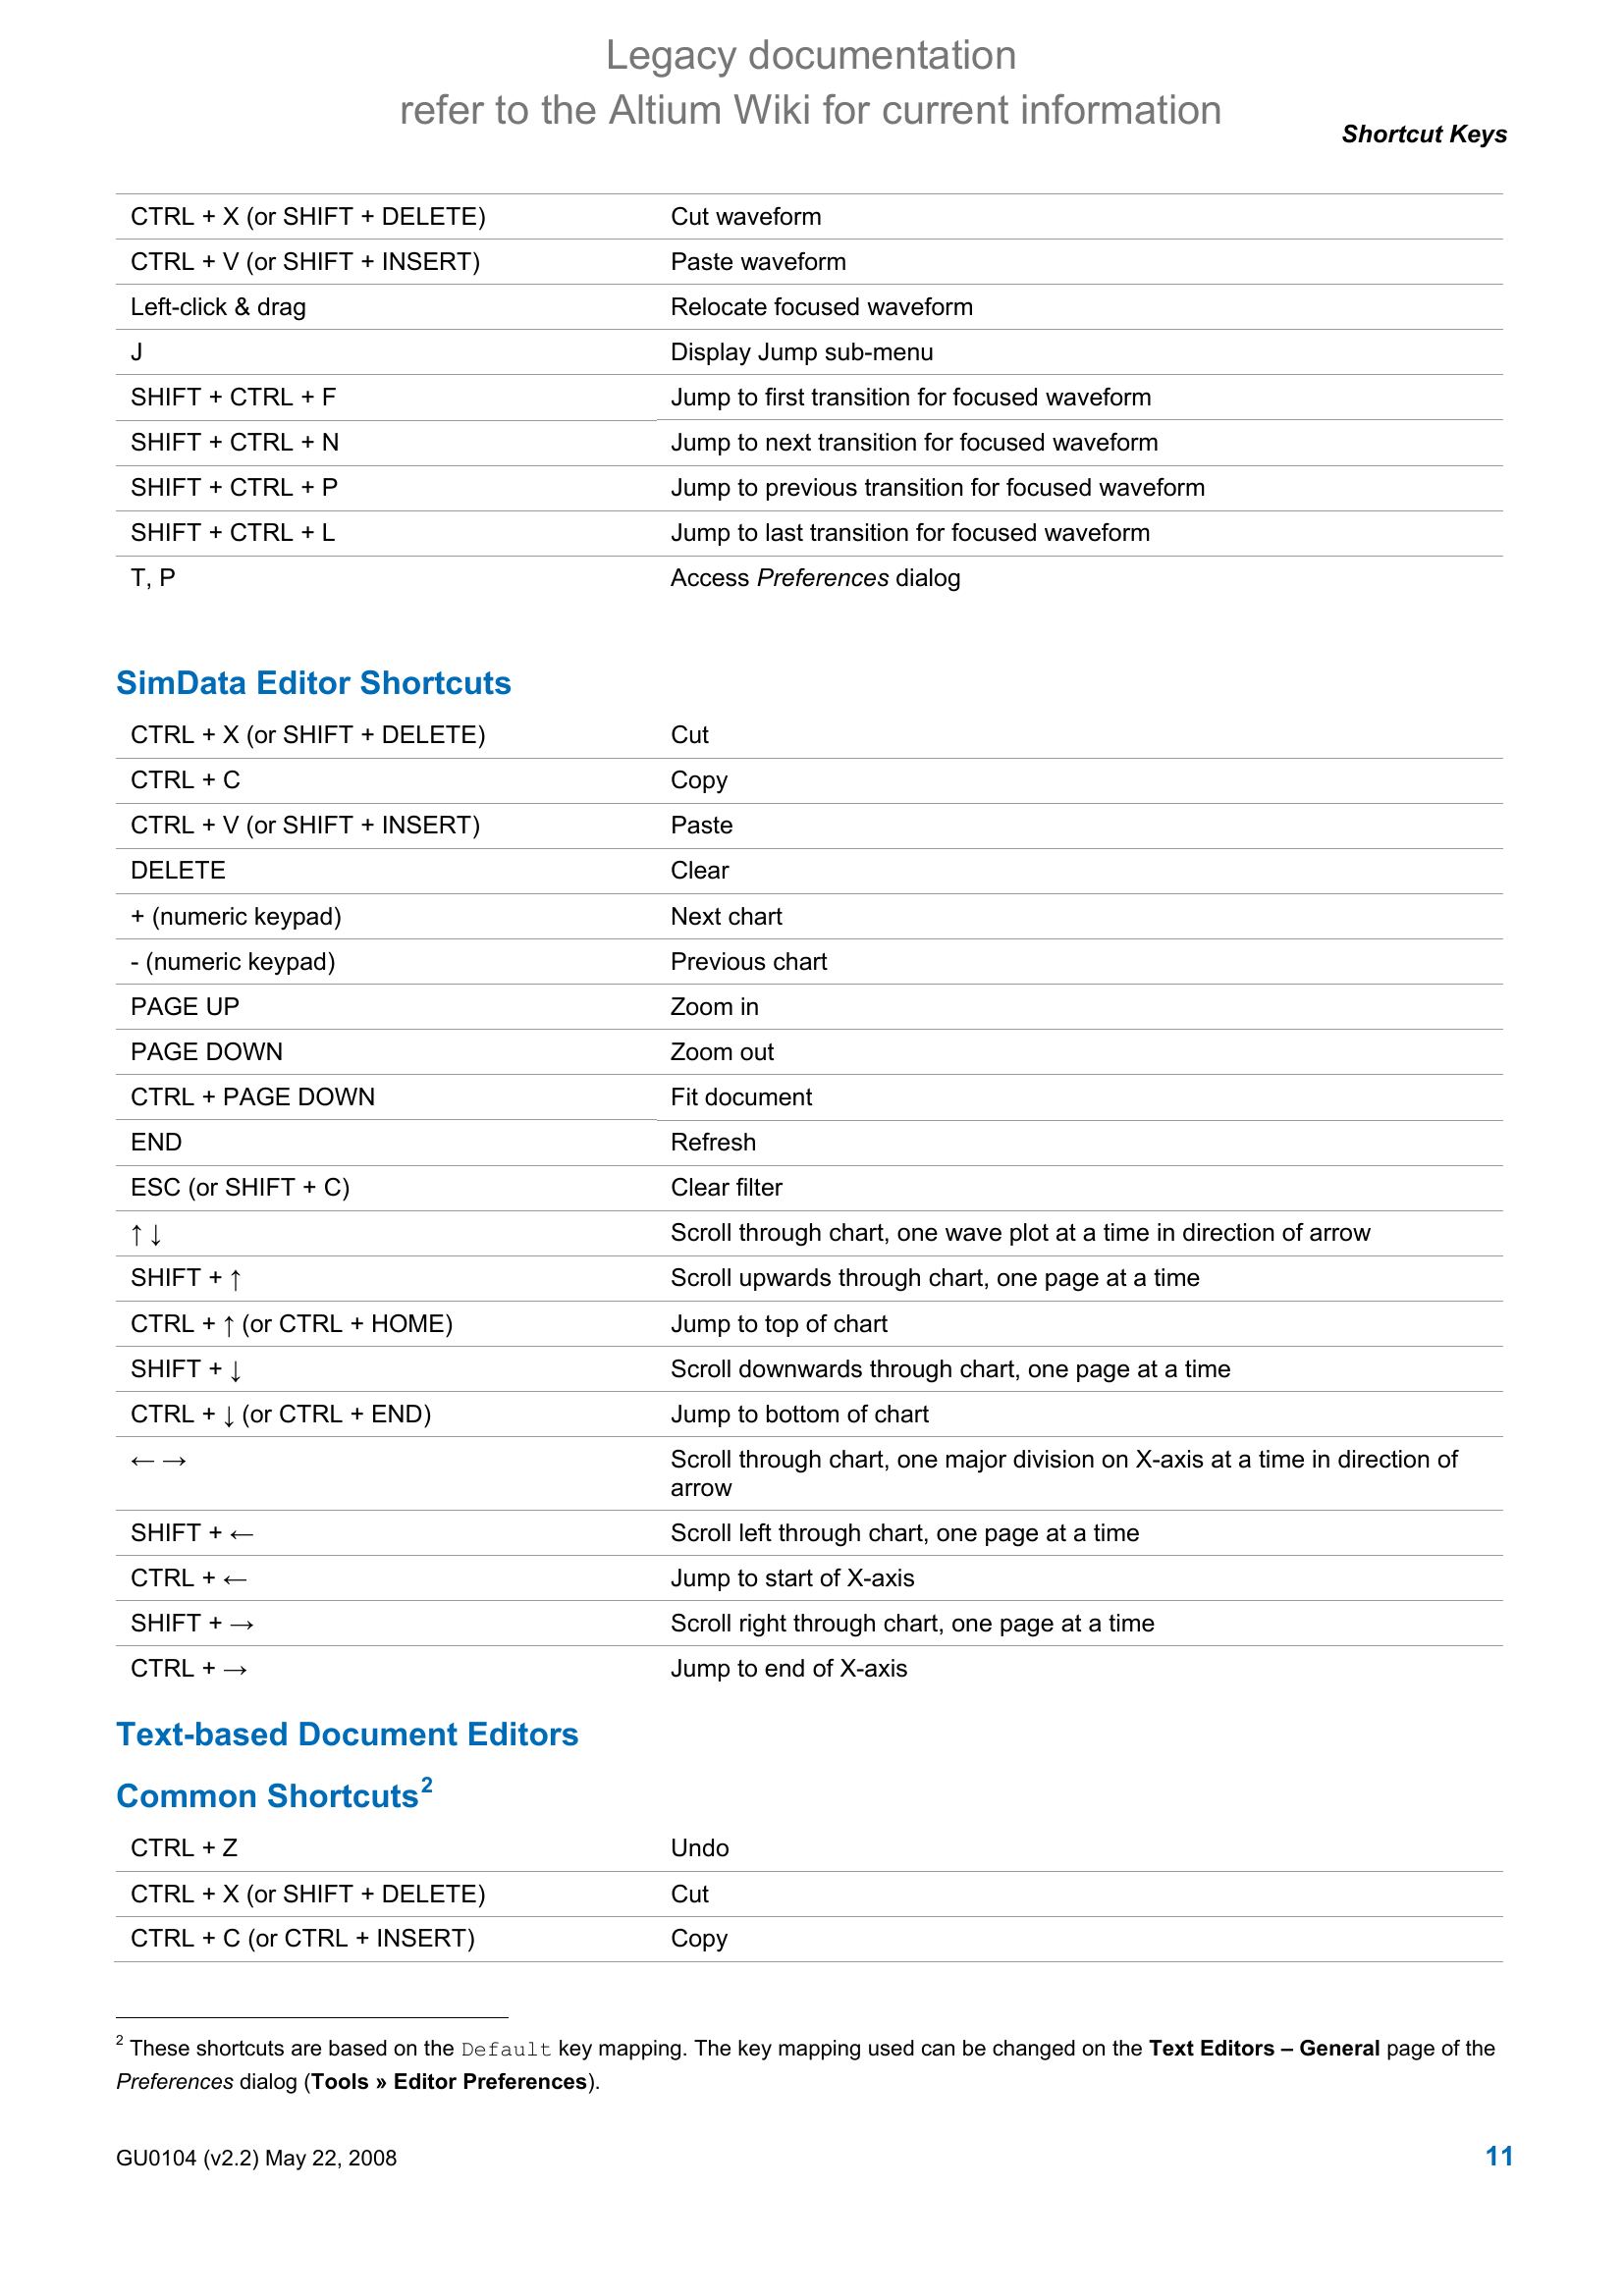 Legacy documentation
refer to the Altium Wiki for current information
Shortcut Keys
CTRL + X (or SHIFT + DELETE) Cut waveform
CTRL + V (or SHIFT + INSERT) Paste waveform
Left-click & drag Relocate focused waveform
J Display Jump sub-menu
SHIFT + CTRL + F Jump to first transition for focused waveform
SHIFT + CTRL + N Jump to next transition for focused waveform
SHIFT + CTRL + P Jump to previous transition for focused waveform
SHIFT + CTRL + L Jump to last transition for focused waveform
T, P Access Preferences dialog
SimData Editor Shortcuts
CTRL + X (or SHIFT + DELETE) Cut
CTRL + C Copy
CTRL + V (or SHIFT + INSERT) Paste
DELETE Clear
+ (numeric keypad) Next chart
- (numeric keypad) Previous chart
PAGE UP Zoom in
PAGE DOWN Zoom out
CTRL + PAGE DOWN Fit document
END Refresh
ESC (or SHIFT + C) Clear filter
↑ ↓ Scroll through chart, one wave plot at a time in direction of arrow
SHIFT + ↑ Scroll upwards through chart, one page at a time
CTRL + ↑ (or CTRL + HOME) Jump to top of chart
SHIFT + ↓ Scroll downwards through chart, one page at a time
CTRL + ↓ (or CTRL + END) Jump to bottom of chart
← → Scroll through chart, one major division on X-axis at a time in direction of
arrow
SHIFT + ← Scroll left through chart, one page at a time
CTRL + ← Jump to start of X-axis
SHIFT + → Scroll right through chart, one page at a time
CTRL + → Jump to end of X-axis
Text-based Document Editors
Common Shortcuts2
CTRL + Z Undo
CTRL + X (or SHIFT + DELETE) Cut
CTRL + C (or CTRL + INSERT) Copy
2 These shortcuts are based on the Default key mapping. The key mapping used can be changed on the Text Editors – General page of the
Preferences dialog (Tools » Editor Preferences).
GU0104 (v2.2) May 22, 2008 11